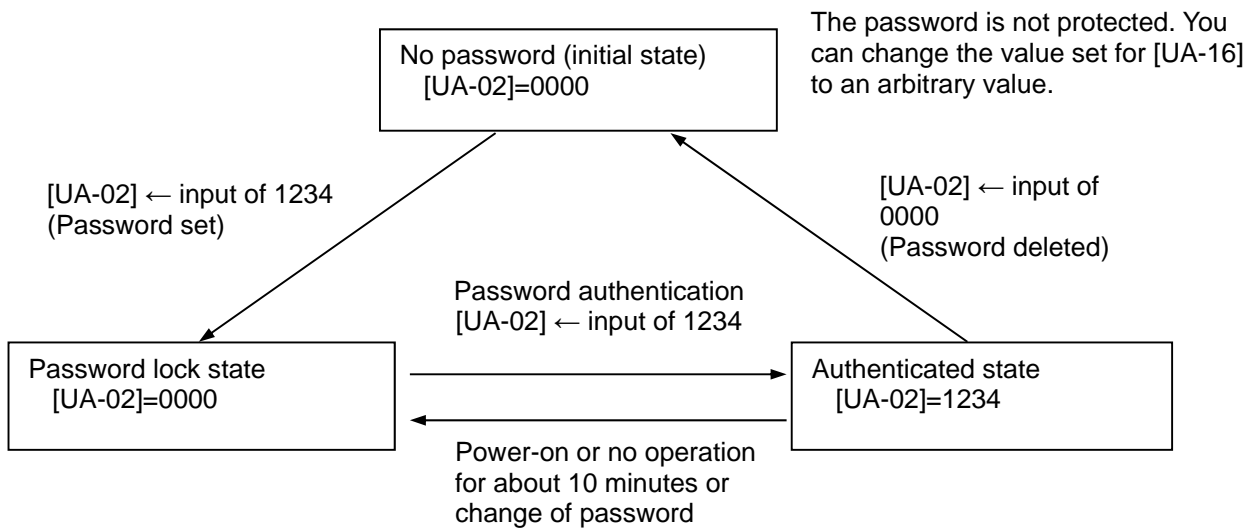 The password is not protected. You
can change the value set for [UA-16]
to an arbitrary value.
No password (initial state)
[UA-02]=0000
[UA-02] ← input of 1234
(Password set)
[UA-02] ← input of
0000
(Password deleted)
Password authentication
[UA-02] ← input of 1234
Password lock state
[UA-02]=0000
Authenticated state
[UA-02]=1234
Power-on or no operation
for about 10 minutes or
change of password